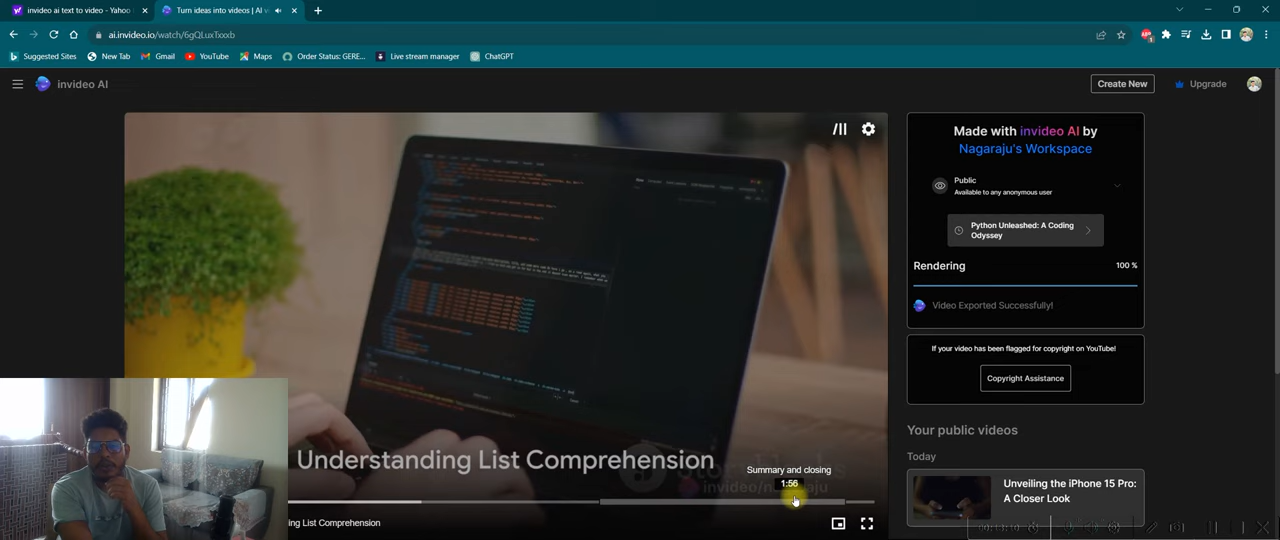 invideo ai text to video - Yahoo
Turn ideas into videos | AI v
ai.invideo.io/watch/6gQLuxTxxxb
Suggested Sites
New Tab
Gmail
YouTube
Maps
Order Status: GERE...
Live stream manager
ChatGPT
invideo AI
Create New
Upgrade
Made with invideo AI by
Nagaraju's Workspace
Public
Available to any anonymous user
Python Unleashed: A Coding
Odyssey
Rendering
100 %
Video Exported Successfully!
If your video has been flagged for copyright on YouTube!
Copyright Assistance
Your public videos
Today
Unveiling the iPhone 15 Pro:
A Closer Look
Understanding List Comprehension
Summary and closing
1:56
ing List Comprehension